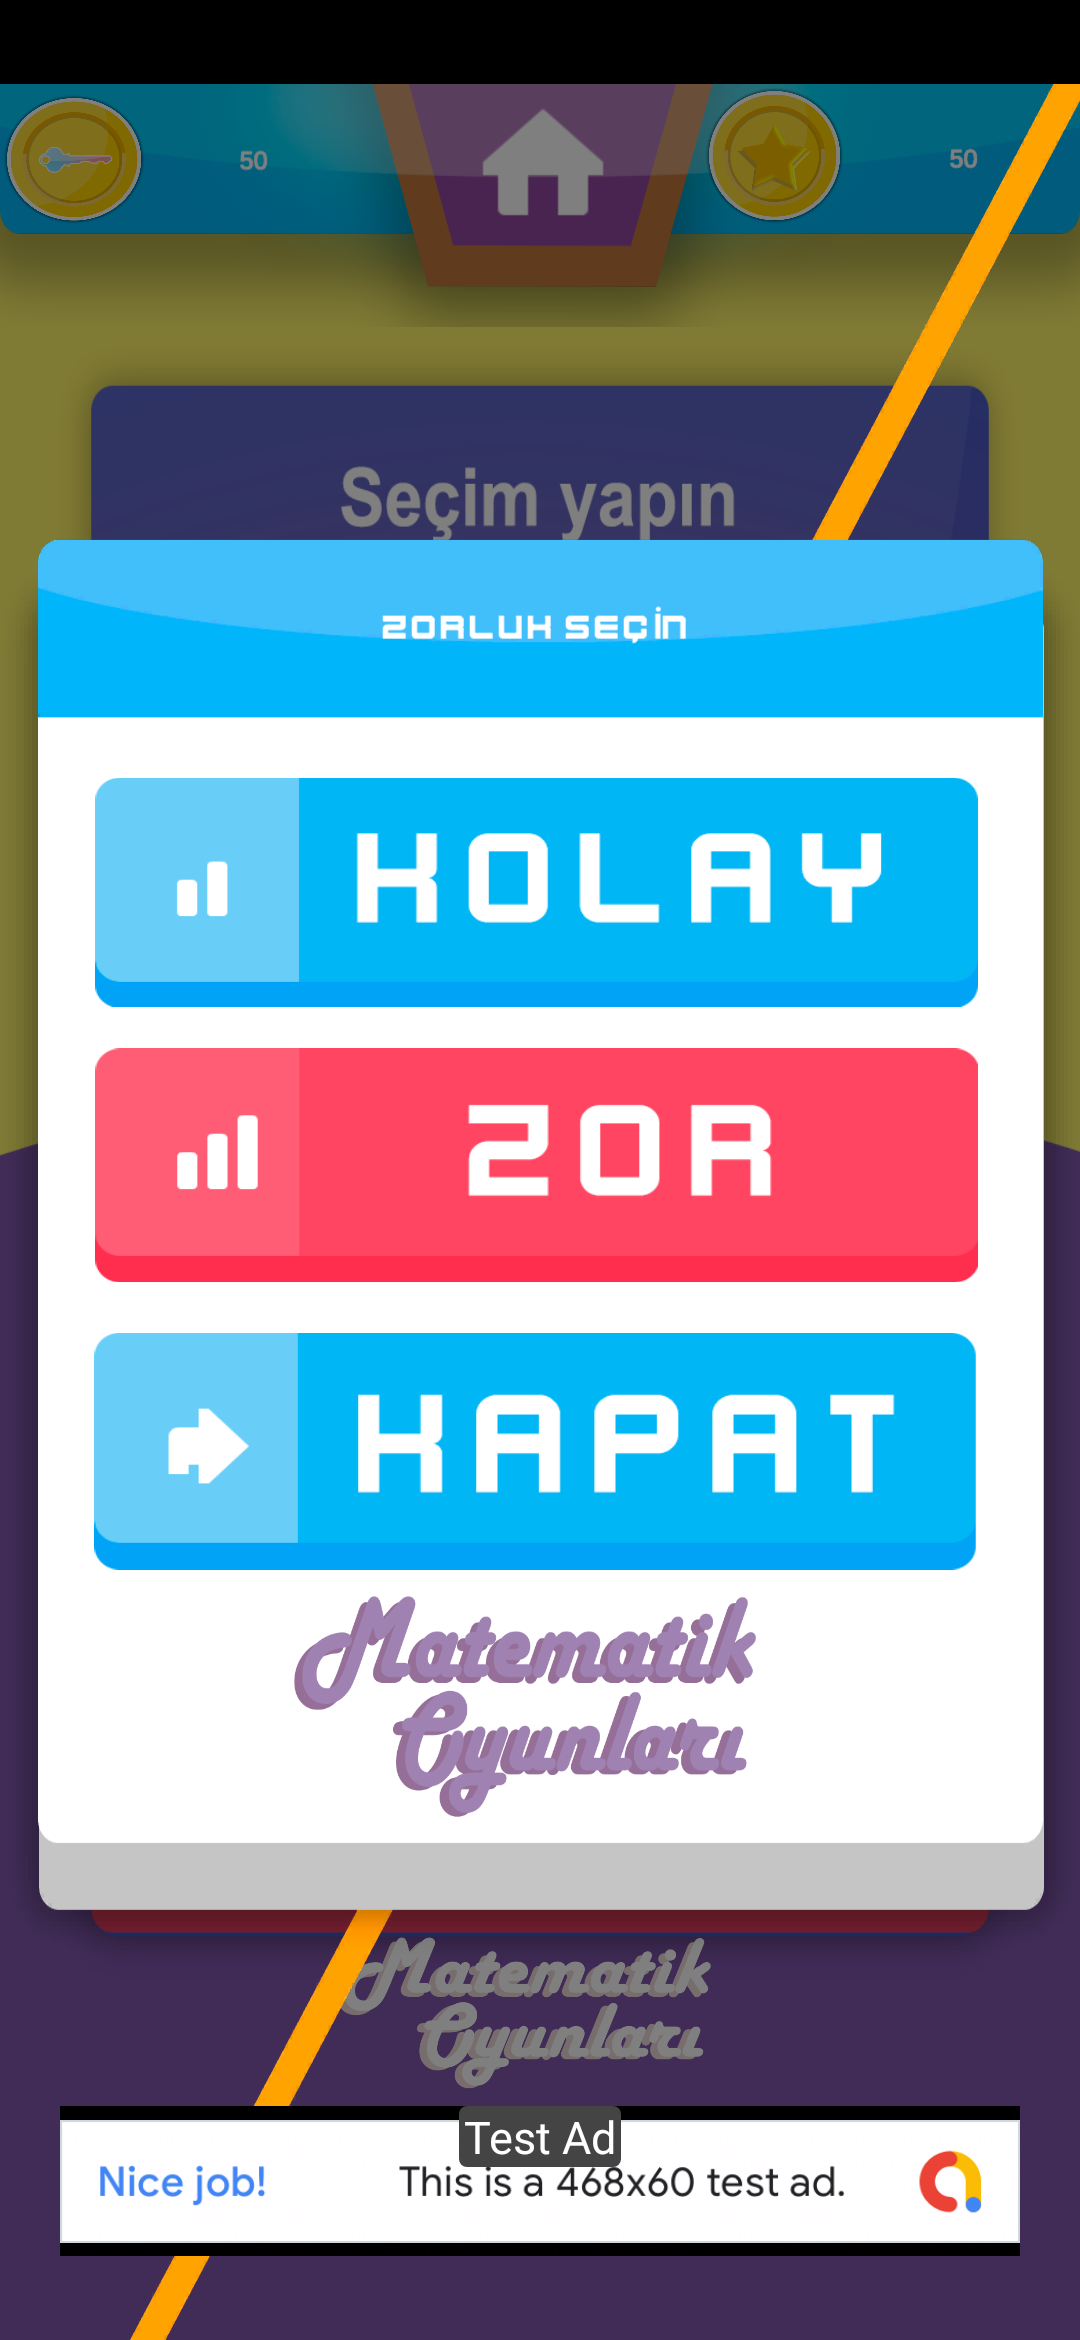 50
50
Seçim yapın
ZORLUK SEÇİN
KOLAY
ZOR
KAPAT
Matematik
Oyunları
Matematik
Oyunları
Test Ad
Nice job!
This is a 468x60 test ad.